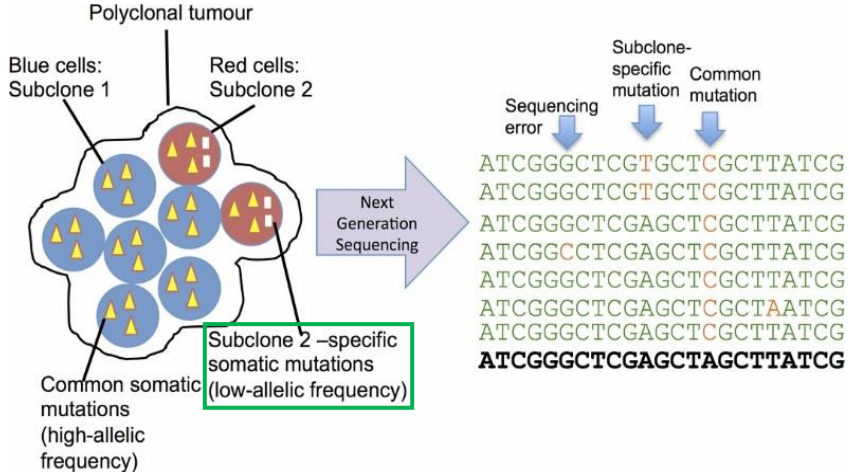 Polyclonal tumour
Blue cells:
Subclone 1
Red cells:
Subclone 2
Common somatic
mutations
(high-allelic
frequency)
Subclone 2 –specific
somatic mutations
(low-allelic frequency)
Next
Generation
Sequencing
Sequencing
error
Subclone-
specific
mutation
Common
mutation
ATCGGGCTCGTGCTCGCTTATCG
ATCGGGCTCGTGCTCGCTTATCG
ATCGGGCTCGAGCTCGCTTATCG
ATCGGCCTCGAGCTCGCTTATCG
ATCGGGCTCGAGCTCGCTTATCG
ATCGGGCTCGAGCTCGCTAATCG
ATCGGGCTCGAGCTCGCTTATCG
ATCGGGCTCGAGCTAGCTTATCG